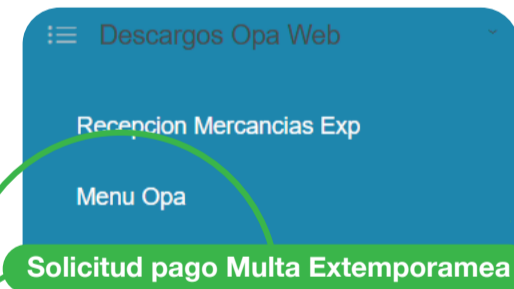 Descargos Opa Web
Recepcion Mercancias Exp
Menu Opa
Solicitud pago Multa Extemporamea